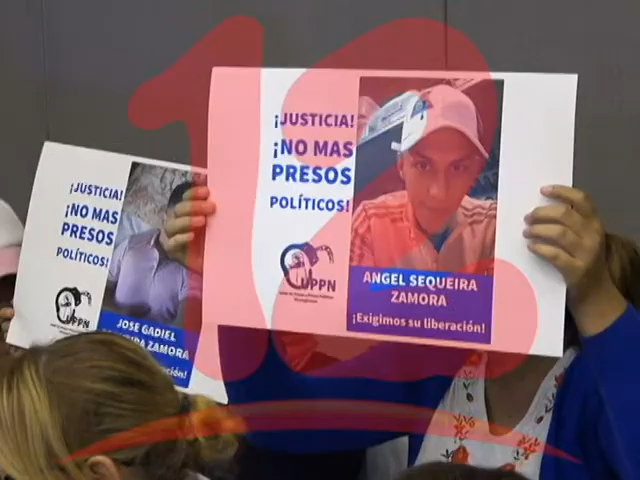 12
¡JUSTICIA!
¡NO MAS
PRESOS
POLÍTICOS!
UPPN
ANGEL SEQUEIRA
ZAMORA
¡Exigimos su liberación!
¡JUSTICIA!
¡NO MAS
PRESOS
POLÍTICOS!
UPPN
JOSE GADIEL
ZAMORA